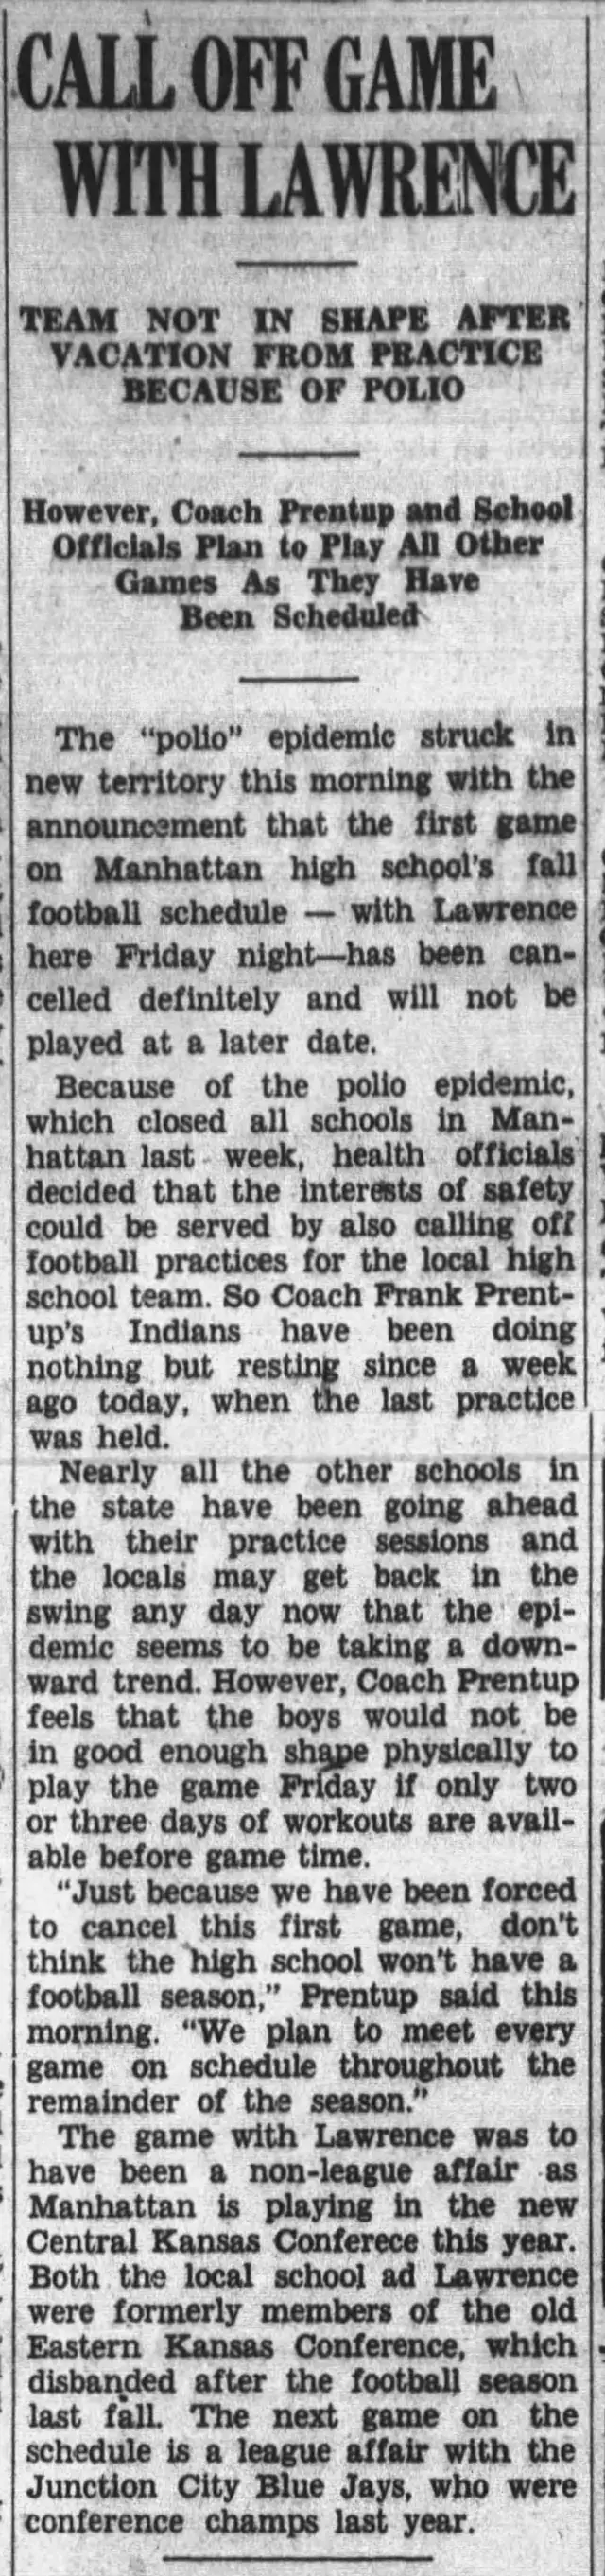 CALL OFF GAME
WITH LAWRENCE
TEAM NOT IN SHAPE AFTER
VACATION FROM PRACTICE
BECAUSE OF POLIO
However, Coach Prentup and School
Officials Plan to Play All Other
Games As They Have
Been Scheduled
The "polio" epidemic struck in
new territory this morning with the
announcement that the first game
on Manhattan high school's fall
football schedule — with Lawrence
here Friday night—has been can-
celled definitely and will not be
played at a later date.
Because of the polio epidemic,
which closed all schools in Man-
hattan last week, health officials
decided that the interests of safety
could be served by also calling off
football practices for the local high
school team. So Coach Frank Prent-
up's Indians have been doing
nothing but resting since a week
ago today, when the last practice
was held.
Nearly all the other schools in
the state have been going ahead
with their practice sessions and
the locals may get back in the
swing any day now that the epi-
demic seems to be taking a down-
ward trend. However, Coach Prentup
feels that the boys would not be
in good enough shape physically to
play the game Friday if only two
or three days of workouts are avail-
able before game time.
"Just because we have been forced
to cancel this first game, don't
think the high school won't have a
football season," Prentup said this
morning. "We plan to meet every
game on schedule throughout the
remainder of the season."
The game with Lawrence was to
have been a non-league affair as
Manhattan is playing in the new
Central Kansas Conferece this year.
Both the local school ad Lawrence
were formerly members of the old
Eastern Kansas Conference, which
disbanded after the football season
last fall. The next game on the
schedule is a league affair with the
Junction City Blue Jays, who were
conference champs last year.